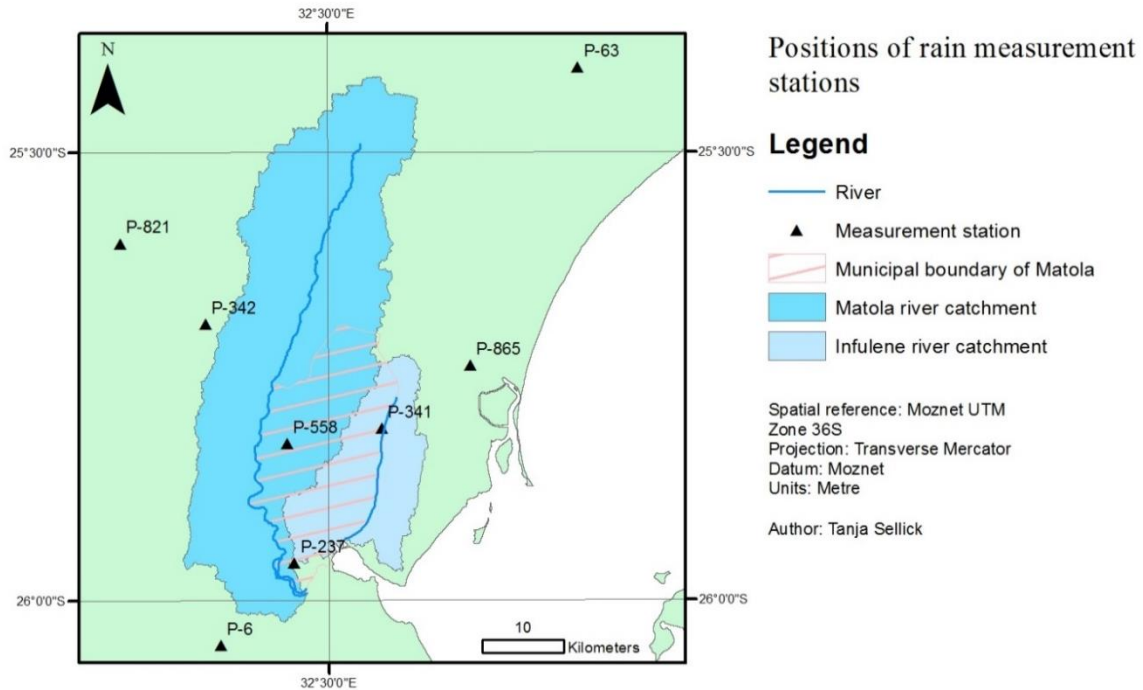 32°30'0"E
N
P-63
25°30'0"S
25°30'0"S
P-821
P-342
P-865
P-341
P-558
P-237
26°0'0"S
26°0'0"S
P-6
10
Kilometers
32°30'0"E
Positions of rain measurement
stations
Legend
River
Measurement station
Municipal boundary of Matola
Matola river catchment
Infulene river catchment
Spatial reference: Moznet UTM
Zone 36S
Projection: Transverse Mercator
Datum: Moznet
Units: Metre
Author: Tanja Sellick